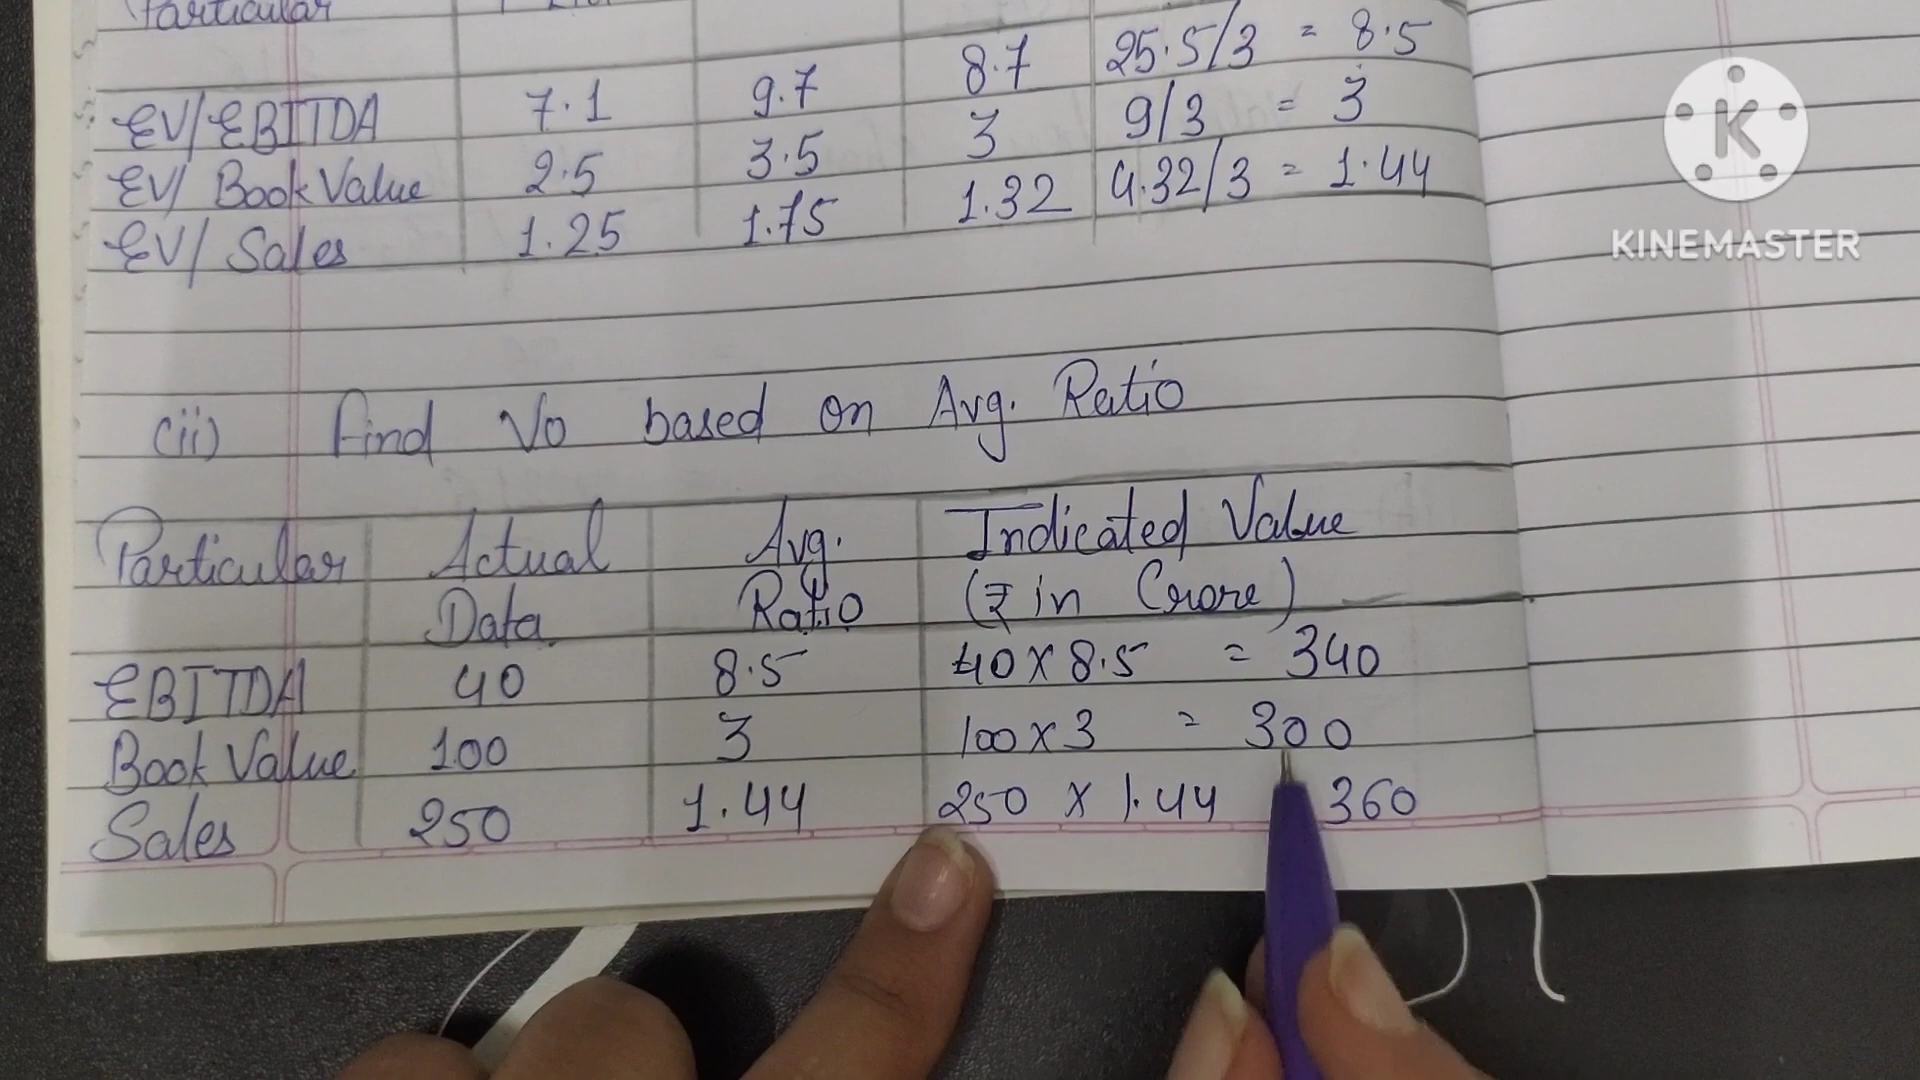 Particular
EV/EBITDA 7.1 9.7 8.7 25.5/3 = 8.5
EV/ Book Value 2.5 3.5 3 9/3 = 3
EV/ Sales 1.25 1.75 1.32 4.32/3 = 1.44
K
KINEMASTER
(ii) Find Vo based on Avg. Ratio
Particular Actual Avg. Indicated Value
Data Ratio (₹ in Crore)
EBITDA 40 8.5 40 x 8.5 = 340
Book Value 100 3 100 x 3 = 300
Sales 250 1.44 250 x 1.44 360